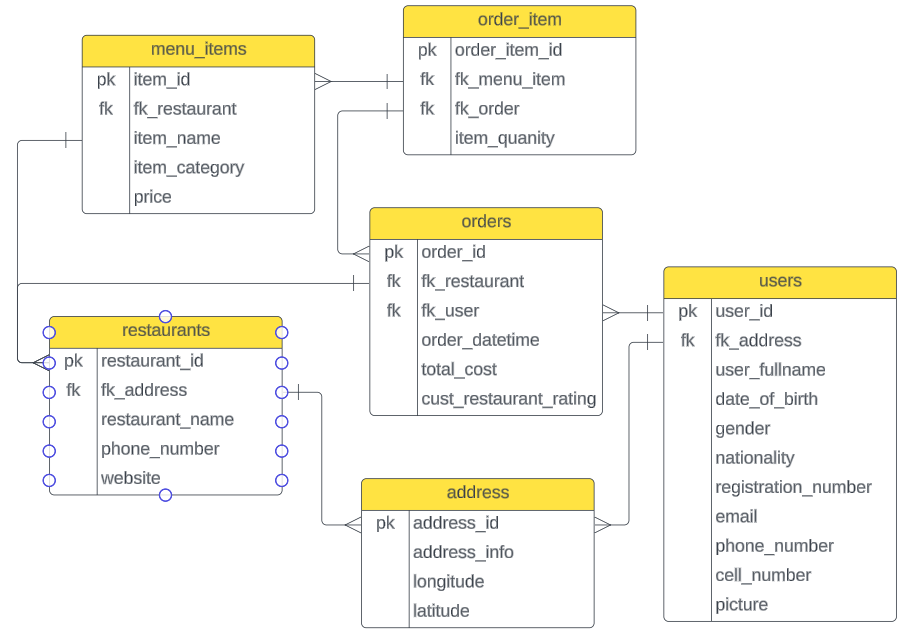 order_item
pk order_item_id
fk fk_menu_item
fk fk_order
item_quanity
menu_items
pk item_id
fk fk_restaurant
item_name
item_category
price
orders
pk order_id
fk fk_restaurant
fk fk_user
order_datetime
total_cost
cust_restaurant_rating
users
pk user_id
fk fk_address
user_fullname
date_of_birth
gender
nationality
registration_number
email
phone_number
cell_number
picture
restaurants
pk restaurant_id
fk fk_address
restaurant_name
phone_number
website
address
pk address_id
address_info
longitude
latitude